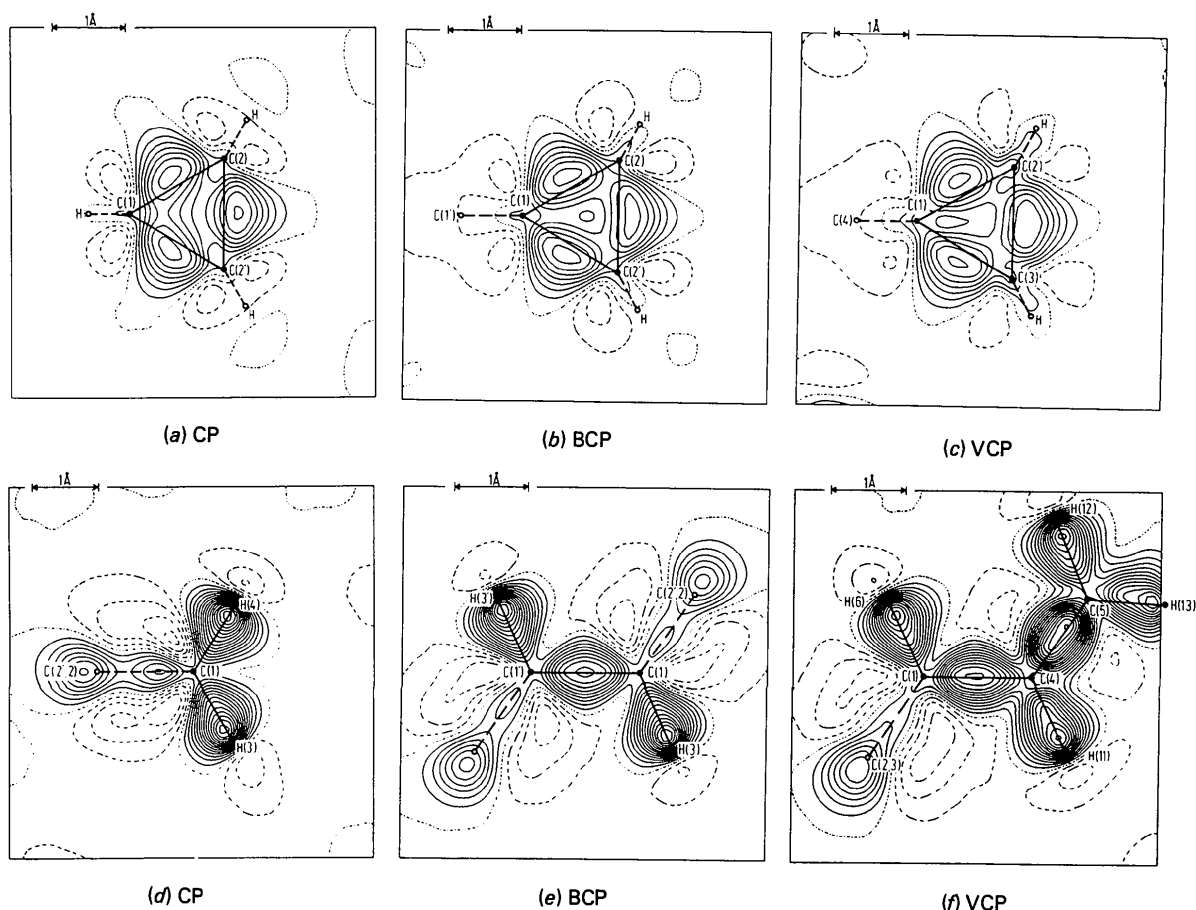 1Å
1Å
1Å
H
C(2)
C(1)
H
C(2')
H
H
C(2)
C(1')
C(1)
C(2')
H
H
C(2)
C(1)
C(4)
C(3)
H
(a) CP
(b) BCP
(c) VCP
1Å
1Å
1Å
H(4)
C(2',2)
C(1)
H(3)
H(3')
C(2',2)
C(1')
C(1)
H(3)
H(12)
H(6)
C(5)
H(13)
C(1)
C(4)
C(2,3)
H(11)
(d) CP
(e) BCP
(f) VCP